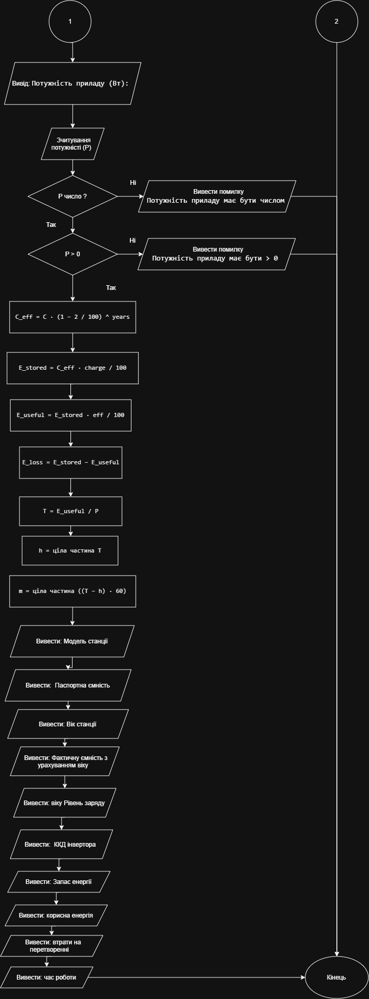 1
2
Вивід: Потужність приладу (Вт):
Зчитування
потужністі (P)
P число ?
Ні
Вивести помилку
Потужність приладу має бути числом
Так
P > 0
Ні
Вивести помилку
Потужність приладу має бути > 0
Так
C_eff = C · (1 − 2 / 100) ^ years
E_stored = C_eff · charge / 100
E_useful = E_stored · eff / 100
E_loss = E_stored − E_useful
T = E_useful / P
h = ціла частина T
m = ціла частина ((T − h) · 60)
Вивести: Модель станції
Вивести:  Паспортна ємність
Вивести: Вік станції
Вивести: Фактичну ємність з
урахуванням віку
Вивести: віку Рівень заряду
Вивести:  ККД інвертора
Вивести: Запас енергії
Вивести: корисна енергія
Вивести: втрати на
перетворенні
Вивести: час роботи
Кінець